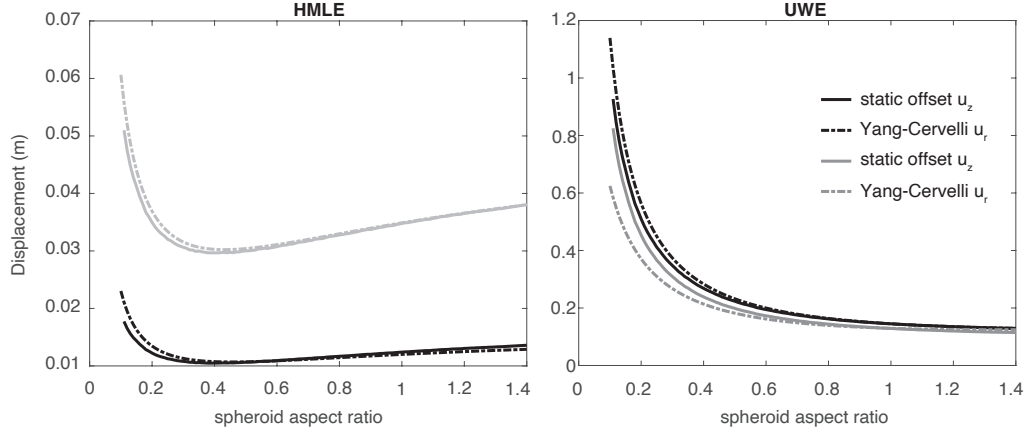 HMLE
0.07
0.06
0.05
0.04
0.03
0.02
0.01
Displacement (m)
0 0.2 0.4 0.6 0.8 1 1.2 1.4
spheroid aspect ratio
UWE
1.2
1
0.8
0.6
0.4
0.2
0
static offset u_z
Yang-Cervelli u_r
static offset u_z
Yang-Cervelli u_r
0 0.2 0.4 0.6 0.8 1 1.2 1.4
spheroid aspect ratio